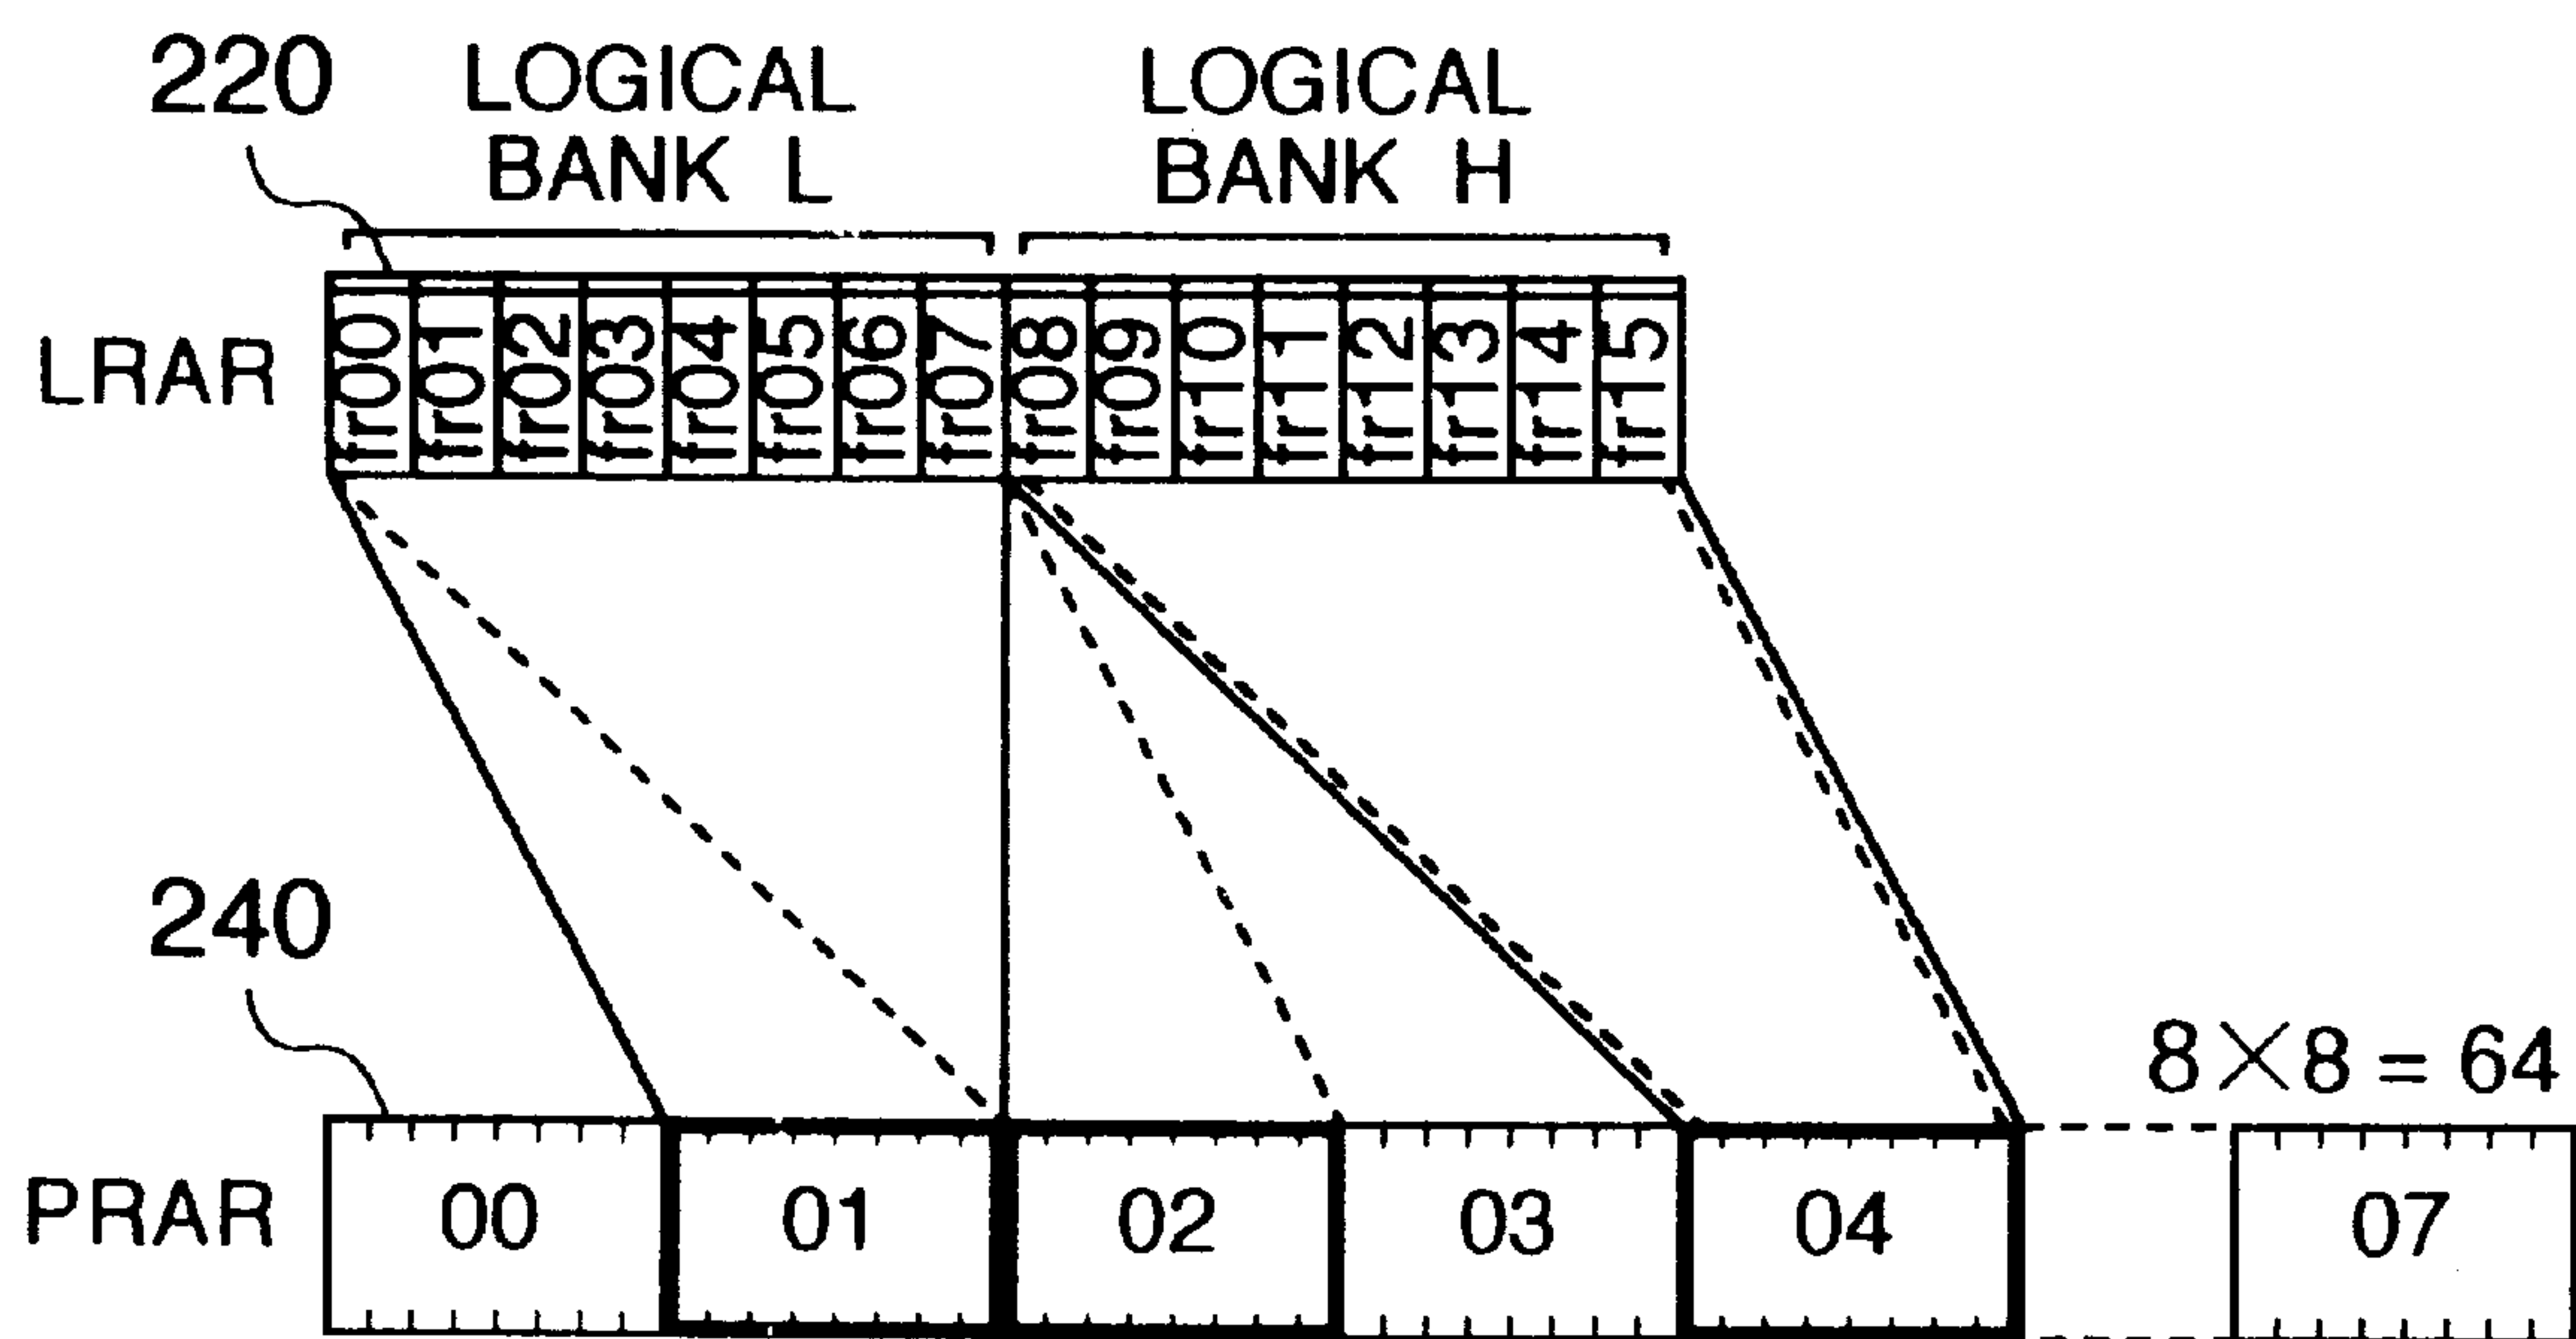 220
LOGICAL
BANK L
LOGICAL
BANK H
LRAR
fr00
fr01
fr02
fr03
fr04
fr05
fr06
fr07
fr08
fr09
fr10
fr11
fr12
fr13
fr14
fr15
240
8×8 = 64
PRAR
00
01
02
03
04
07